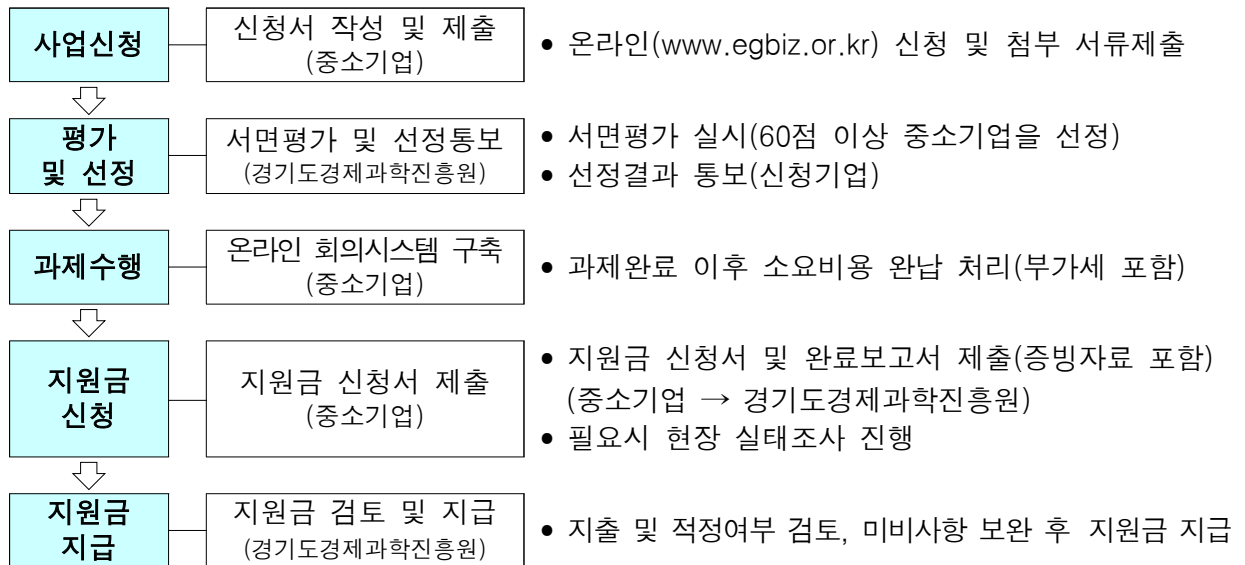 사업신청
신청서 작성 및 제출
(중소기업)
● 온라인(www.egbiz.or.kr) 신청 및 첨부 서류제출
평가
및 선정
서면평가 및 선정통보
(경기도경제과학진흥원)
● 서면평가 실시(60점 이상 중소기업을 선정)
● 선정결과 통보(신청기업)
과제수행
온라인 회의시스템 구축
(중소기업)
● 과제완료 이후 소요비용 완납 처리(부가세 포함)
지원금
신청
지원금 신청서 제출
(중소기업)
● 지원금 신청서 및 완료보고서 제출(증빙자료 포함)
(중소기업 → 경기도경제과학진흥원)
● 필요시 현장 실태조사 진행
지원금
지급
지원금 검토 및 지급
(경기도경제과학진흥원)
● 지출 및 적정여부 검토, 미비사항 보완 후 지원금 지급